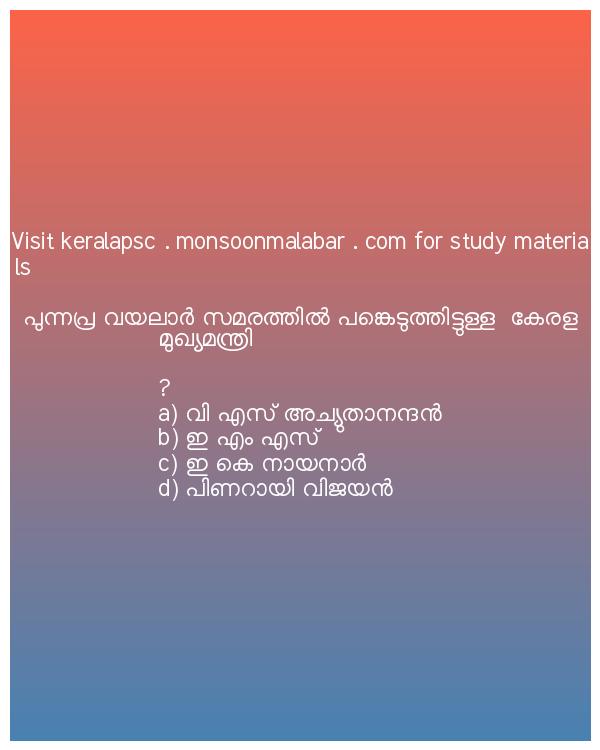 Visit keralapsc . monsoonmalabar . com for study materia
ls
പുന്നപ്ര വയലാർ സമരത്തിൽ പങ്കെടുത്തിട്ടുള്ള കേരള
മുഖ്യമന്ത്രി
?
a) വി എസ് അച്യുതാനന്ദൻ
b) ഇ എം എസ്
c) ഇ കെ നായനാർ
d) പിണറായി വിജയൻ